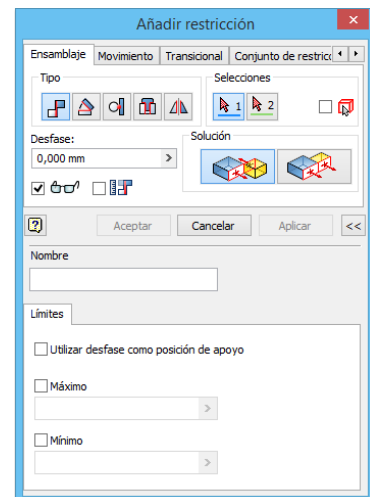 Añadir restricción
Ensamblaje Movimiento Transicional Conjunto de restricc
Tipo Selecciones
1 2
Desfase: Solución
0,000 mm
Aceptar Cancelar Aplicar <<
Nombre
Límites
Utilizar desfase como posición de apoyo
Máximo
Mínimo